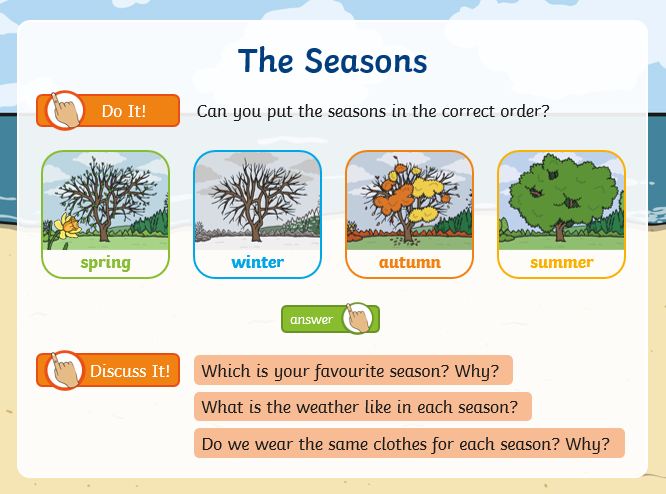 The Seasons
Do It!
Can you put the seasons in the correct order?
spring
winter
autumn
summer
answer
Discuss It!
Which is your favourite season? Why?
What is the weather like in each season?
Do we wear the same clothes for each season? Why?